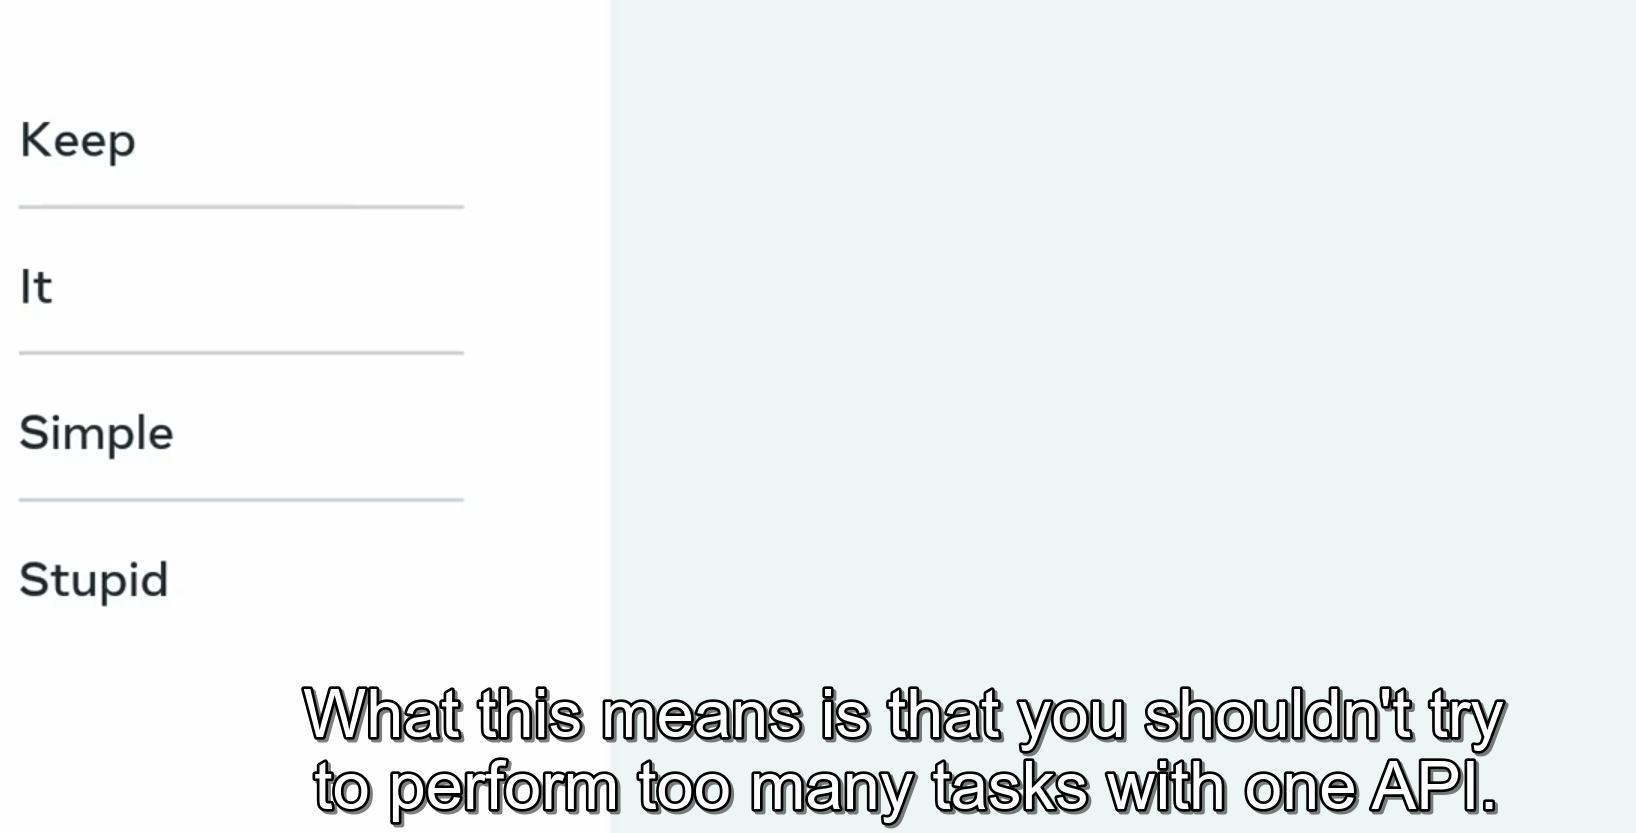 Keep
It
Simple
Stupid
What this means is that you shouldn't try
to perform too many tasks with one API.